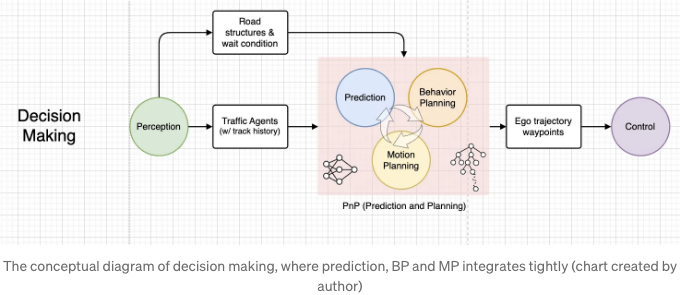 Road
structures &
wait condition
Decision
Making
Perception
Traffic Agents
(w/ track history)
Prediction
Behavior
Planning
Motion
Planning
PnP (Prediction and Planning)
Ego trajectory
waypoints
Control
The conceptual diagram of decision making, where prediction, BP and MP integrates tightly (chart created by
author)